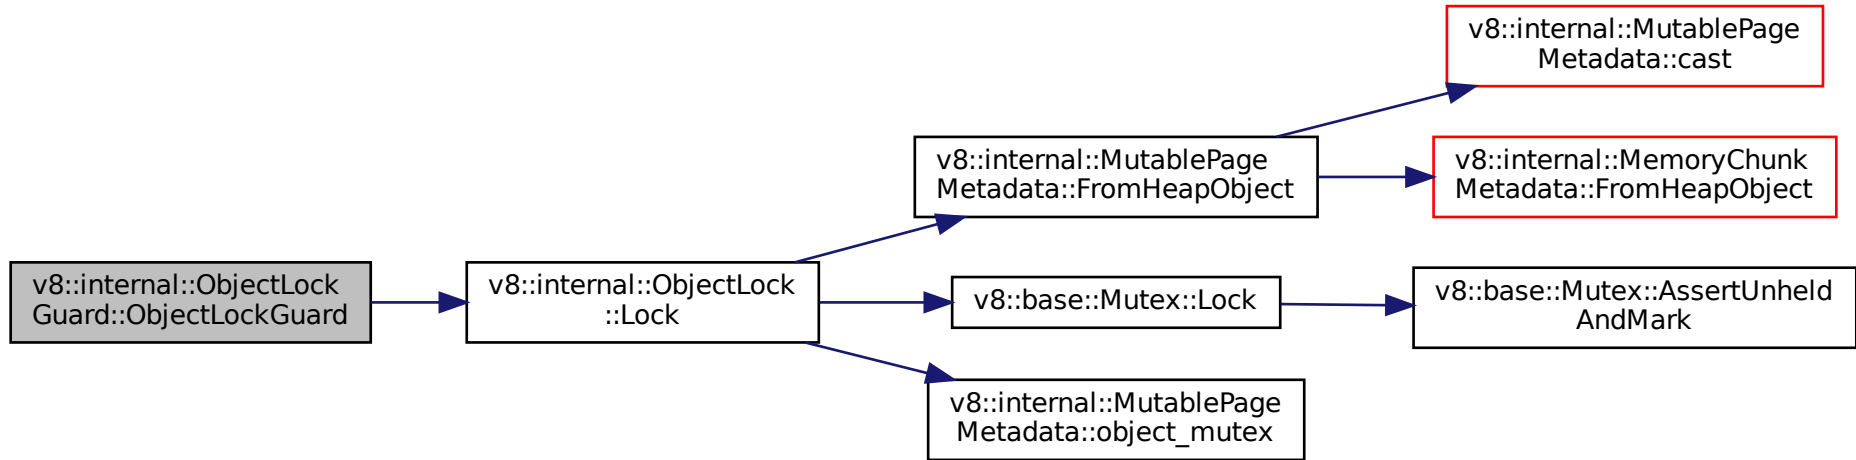 v8::internal::ObjectLock
Guard::ObjectLockGuard
v8::internal::ObjectLock
::Lock
v8::internal::MutablePage
Metadata::FromHeapObject
v8::internal::MutablePage
Metadata::cast
v8::internal::MemoryChunk
Metadata::FromHeapObject
v8::base::Mutex::Lock
v8::base::Mutex::AssertUnheld
AndMark
v8::internal::MutablePage
Metadata::object_mutex